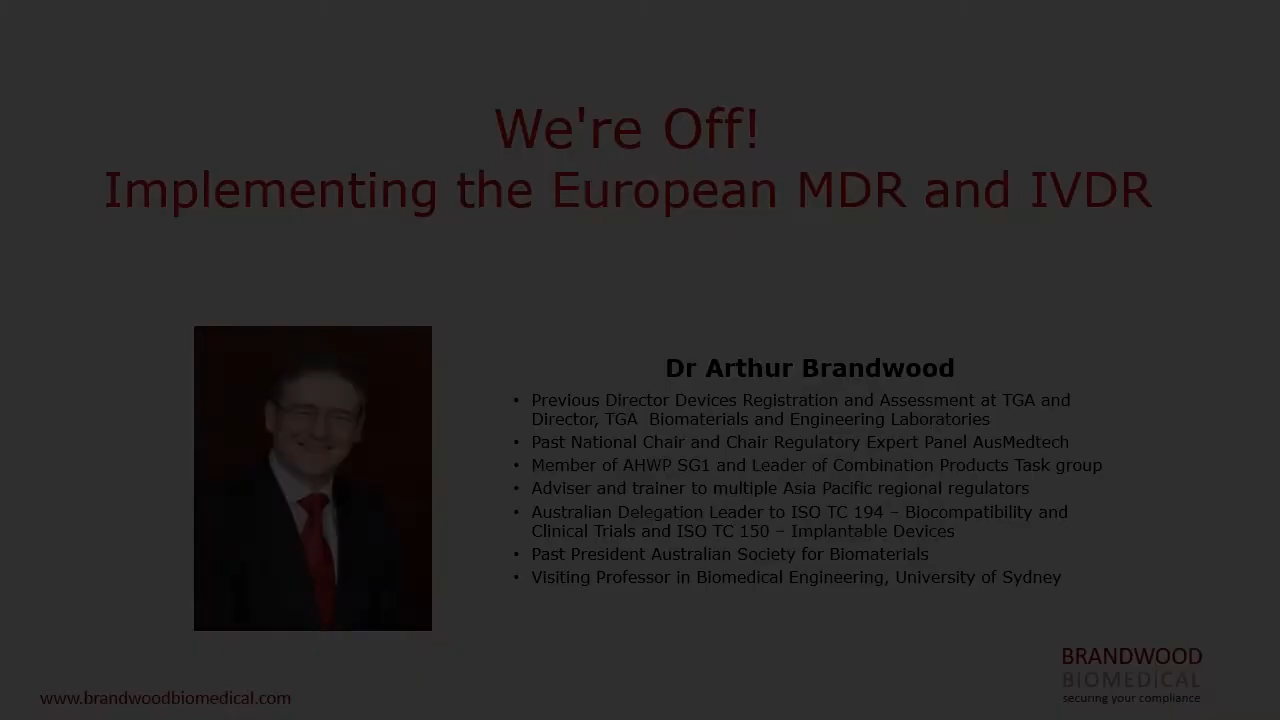 We're Off!
Implementing the European MDR and IVDR
Dr Arthur Brandwood
• Previous Director Devices Registration and Assessment at TGA and
Director, TGA Biomaterials and Engineering Laboratories
• Past National Chair and Chair Regulatory Expert Panel AusMedtech
• Member of AHWP SG1 and Leader of Combination Products Task group
• Adviser and trainer to multiple Asia Pacific regional regulators
• Australian Delegation Leader to ISO TC 194 – Biocompatibility and
Clinical Trials and ISO TC 150 – Implantable Devices
• Past President Australian Society for Biomaterials
• Visiting Professor in Biomedical Engineering, University of Sydney
www.brandwoodbiomedical.com
BRANDWOOD
BIOMEDICAL
securing your compliance